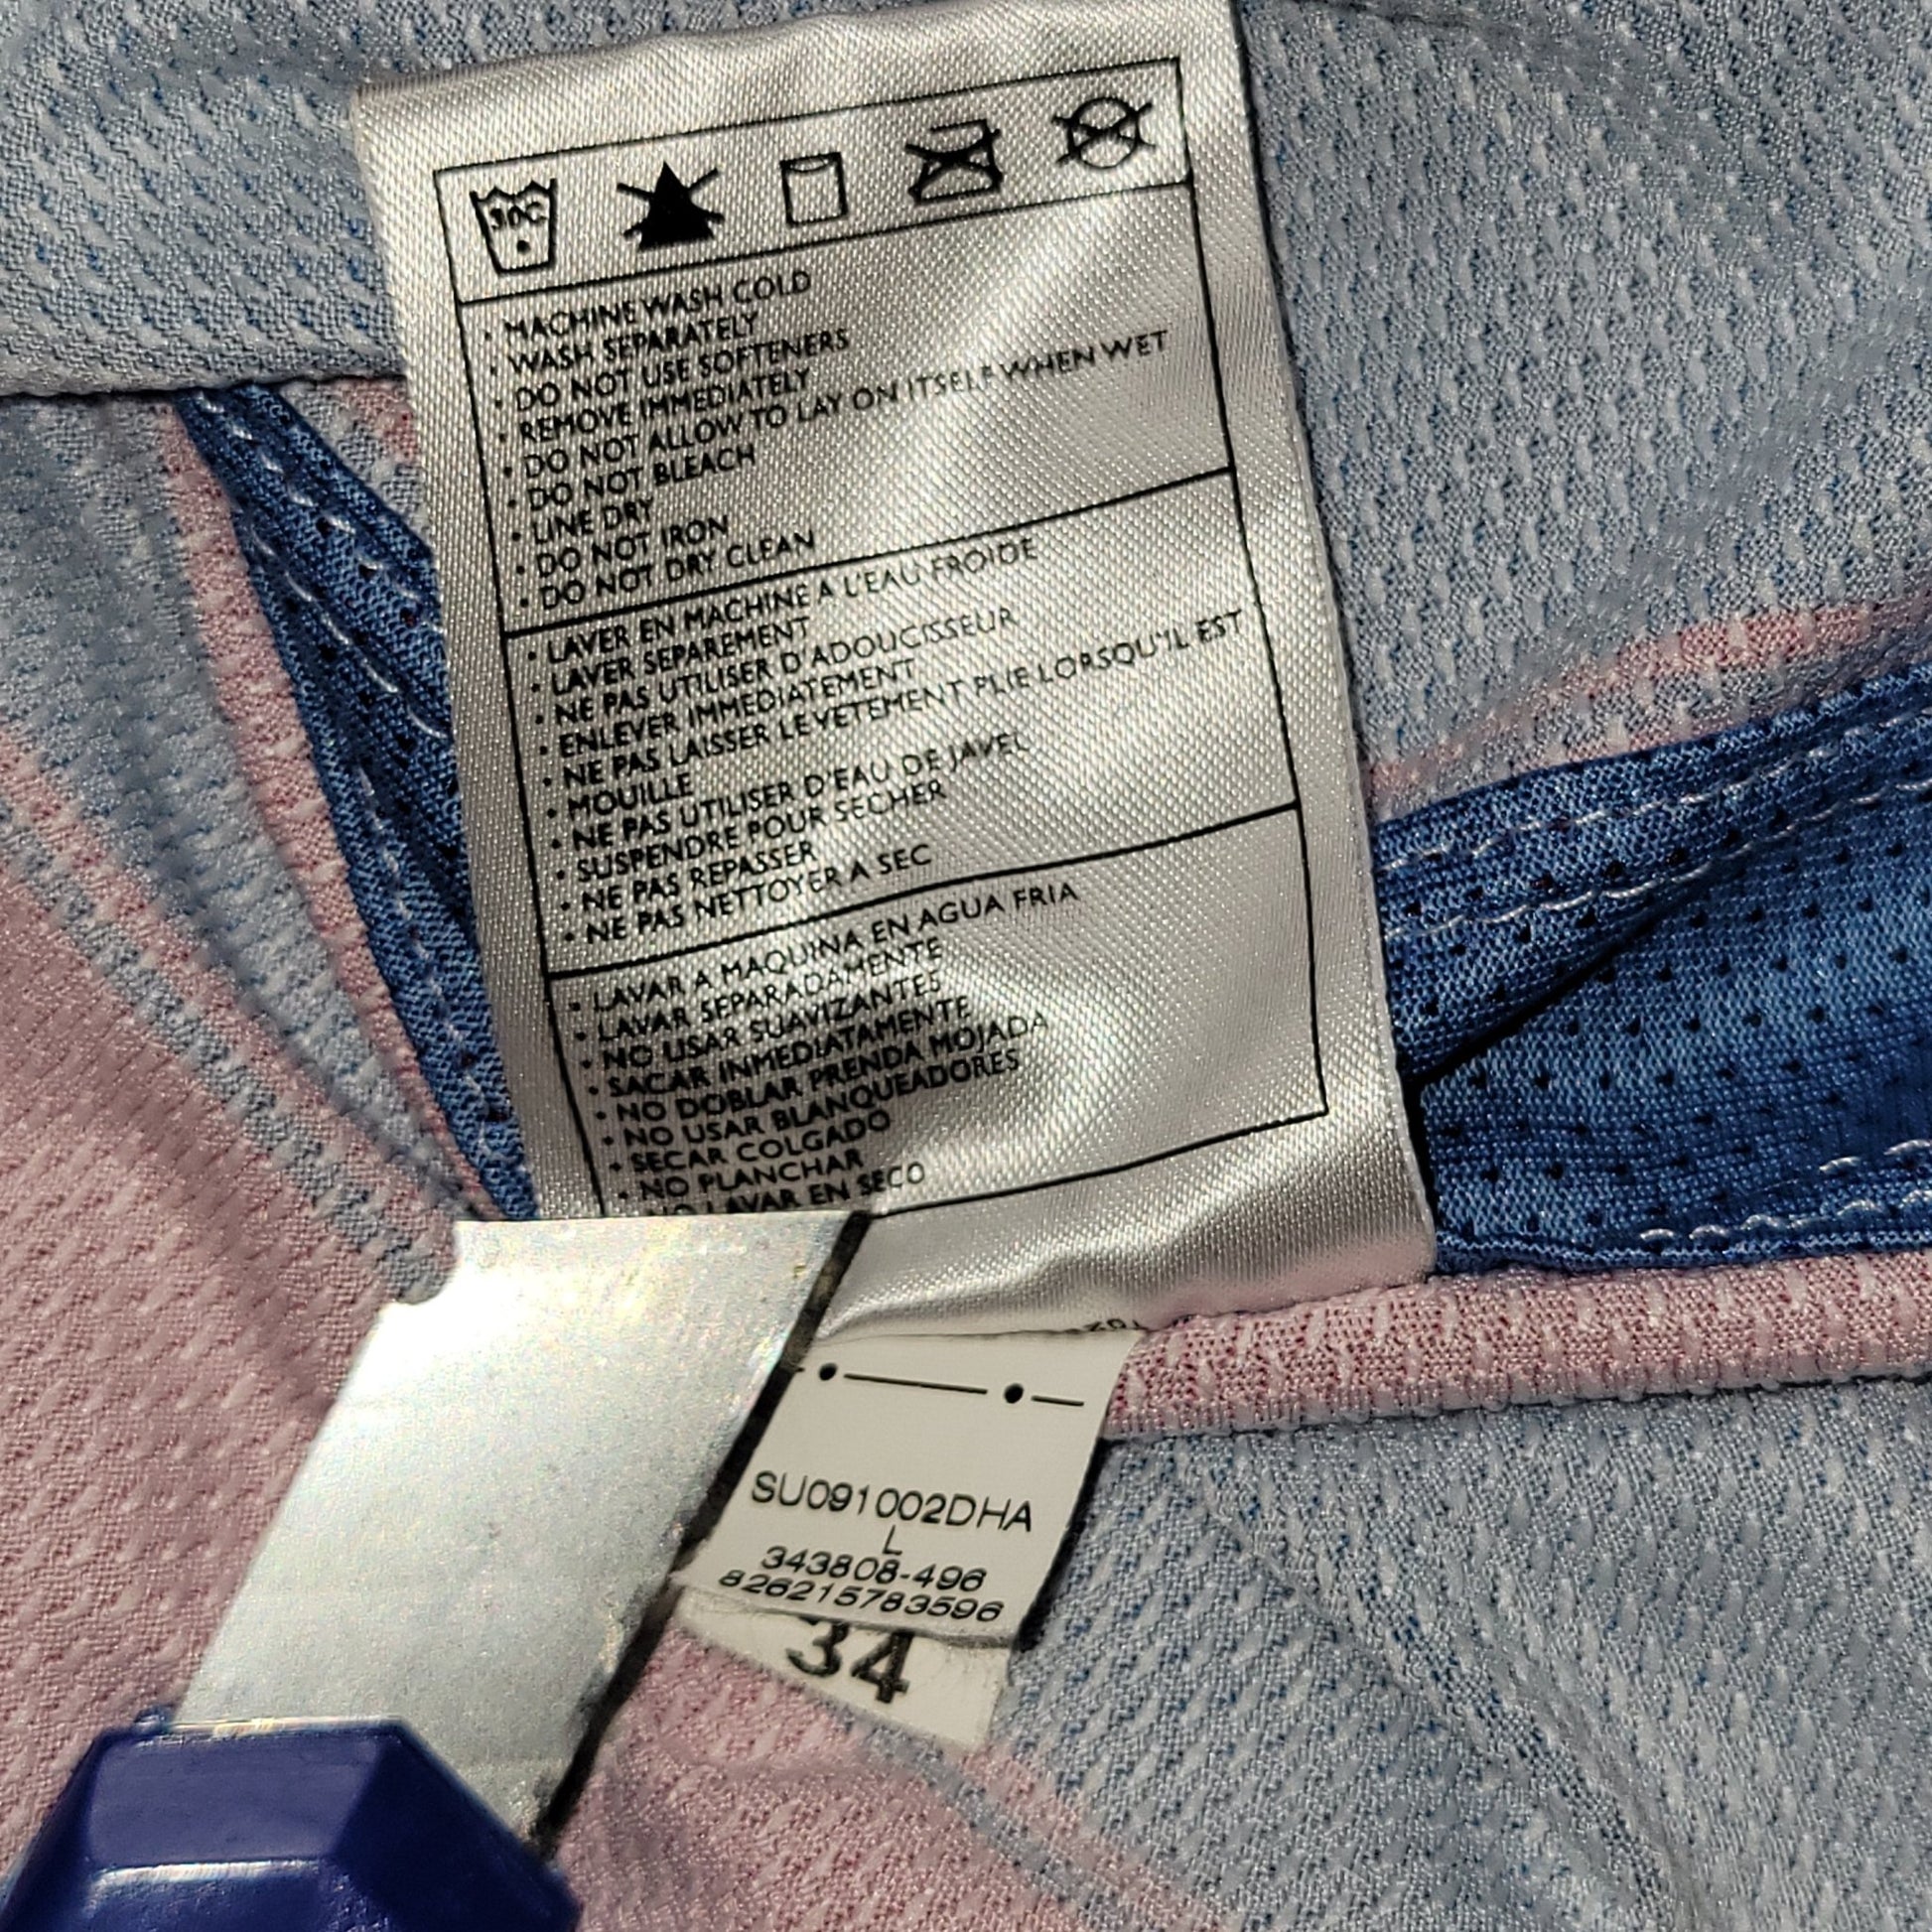 30C
• MACHINE WASH COLD
• WASH SEPARATELY
• DO NOT USE SOFTENERS
• REMOVE IMMEDIATELY
• DO NOT ALLOW TO LAY ON ITSELF WHEN WET
• DO NOT BLEACH
• LINE DRY
• DO NOT IRON
• DO NOT DRY CLEAN
• LAVER EN MACHINE A L'EAU FROIDE
• LAVER SEPAREMENT
• NE PAS UTILISER D'ADOUCISSEUR
• ENLEVER IMMEDIATEMENT
• NE PAS LAISSER LE VETEMENT PLIE LORSQU'IL EST
• MOUILLE
• NE PAS UTILISER D'EAU DE JAVEL
• SUSPENDRE POUR SECHER
• NE PAS REPASSER
• NE PAS NETTOYER A SEC
• LAVAR A MAQUINA EN AGUA FRIA
• LAVAR SEPARADAMENTE
• NO USAR SUAVIZANTES
• SACAR INMEDIATAMENTE
• NO DOBLAR PRENDA MOJADA
• NO USAR BLANQUEADORES
• SECAR COLGADO
• NO PLANCHAR
NO LAVAR EN SECO
SU091002DHA
L
343808-496
826215783596
34